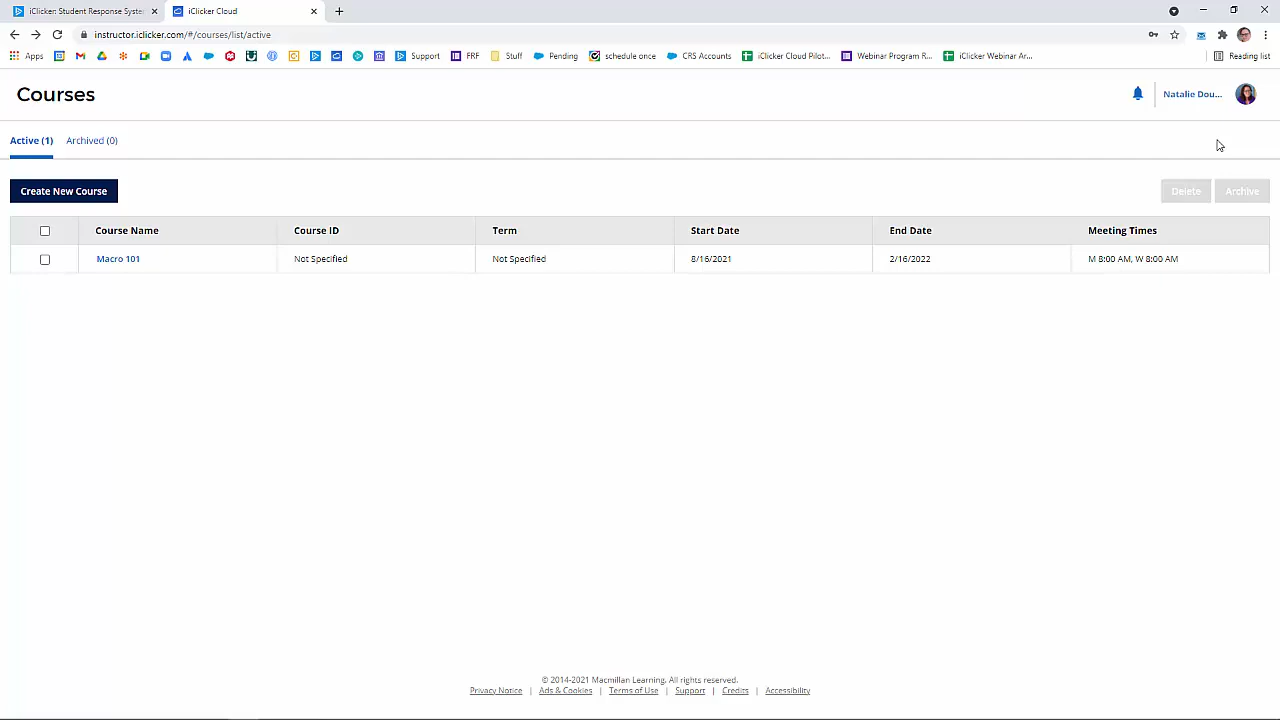 iClicker: Student Response Syste
iClicker Cloud
instructor.iclicker.com/#/courses/list/active
Apps
Support
FRF
Stuff
Pending
schedule once
CRS Accounts
iClicker Cloud Pilot...
Webinar Program R...
iClicker Webinar Ar...
Reading list
Courses
Natalie Dou...
Active (1)
Archived (0)
Create New Course
Delete
Archive
Course Name Course ID Term Start Date End Date Meeting Times
Macro 101 Not Specified Not Specified 8/16/2021 2/16/2022 M 8:00 AM, W 8:00 AM
© 2014-2021 Macmillan Learning. All rights reserved.
Privacy Notice | Ads & Cookies | Terms of Use | Support | Credits | Accessibility